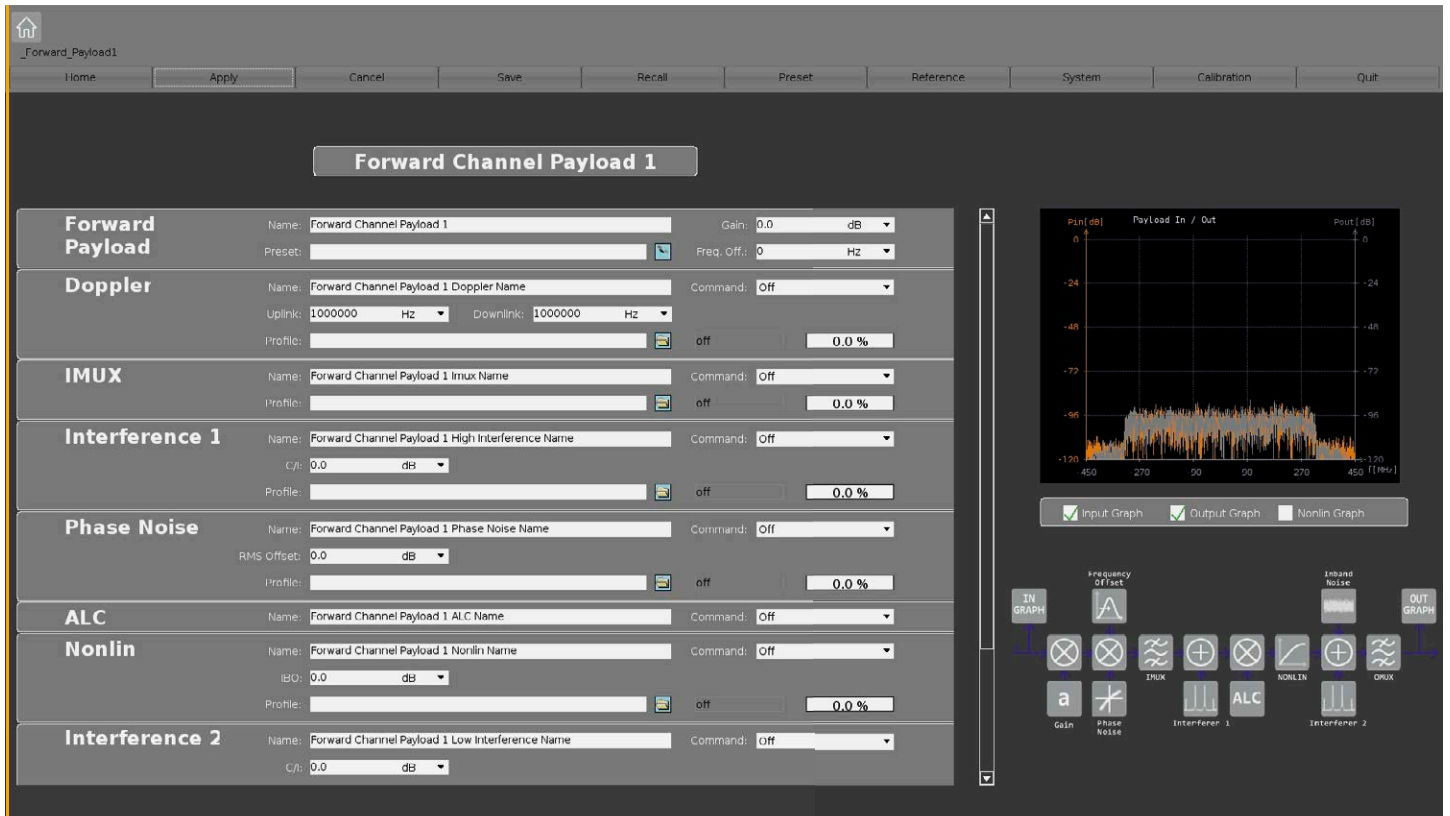 _Forward_Payload1
Home Apply Cancel Save Recall Preset Reference System Calibration Quit
Forward Channel Payload 1
Forward Payload
Name: Forward Channel Payload 1 Gain: 0.0 dB
Preset: Freq. Off.: 0 Hz
Doppler Name: Forward Channel Payload 1 Doppler Name Command: Off
Uplink: 1000000 Hz Downlink: 1000000 Hz
Profile: off 0.0 %
IMUX Name: Forward Channel Payload 1 Imux Name Command: Off
Profile: off 0.0 %
Interference 1 Name: Forward Channel Payload 1 High Interference Name Command: Off
C/I: 0.0 dB
Profile: off 0.0 %
Phase Noise Name: Forward Channel Payload 1 Phase Noise Name Command: Off
RMS Offset: 0.0 dB
Profile: off 0.0 %
ALC Name: Forward Channel Payload 1 ALC Name Command: Off
Nonlin Name: Forward Channel Payload 1 Nonlin Name Command: Off
IBO: 0.0 dB
Profile: off 0.0 %
Interference 2 Name: Forward Channel Payload 1 Low Interference Name Command: Off
C/I: 0.0 dB
Pin[dB] Payload In / Out Pout[dB]
0 0
-24 -24
-48 -48
-72 -72
-96 -96
-120 -120
-450 -270 -90 90 270 450 f[MHz]
Input Graph Output Graph Nonlin Graph
Frequency Offset
Inband Noise
IN GRAPH
OUT GRAPH
IMUX NONLIN OMUX
a ALC
Gain Phase Noise Interferer 1 Interferer 2